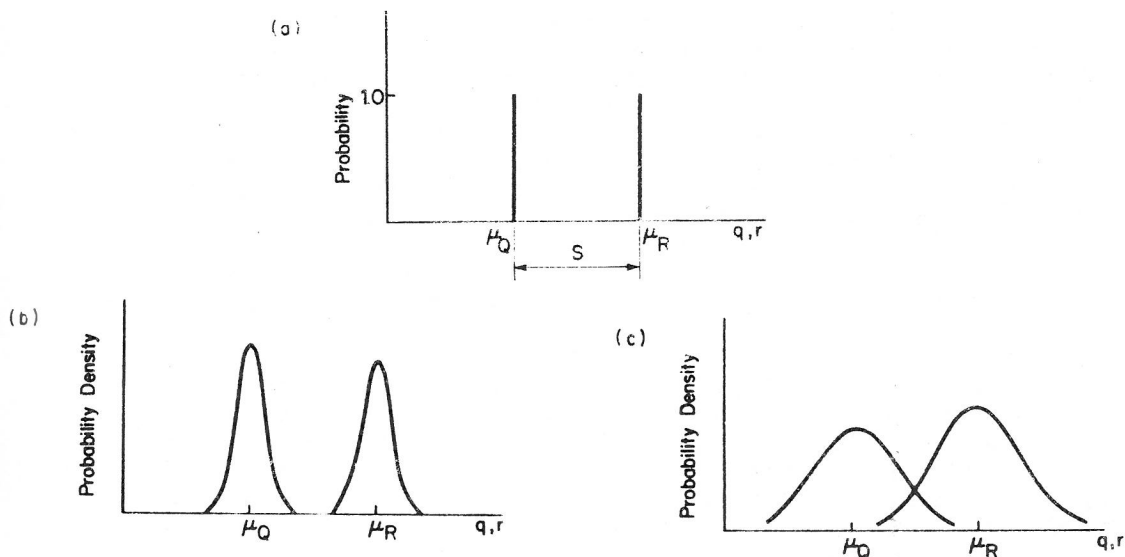 (a)
Probability
1.0
μQ
μR
q,r
S
(b)
Probability Density
μQ
μR
q,r
(c)
Probability Density
μQ
μR
q,r